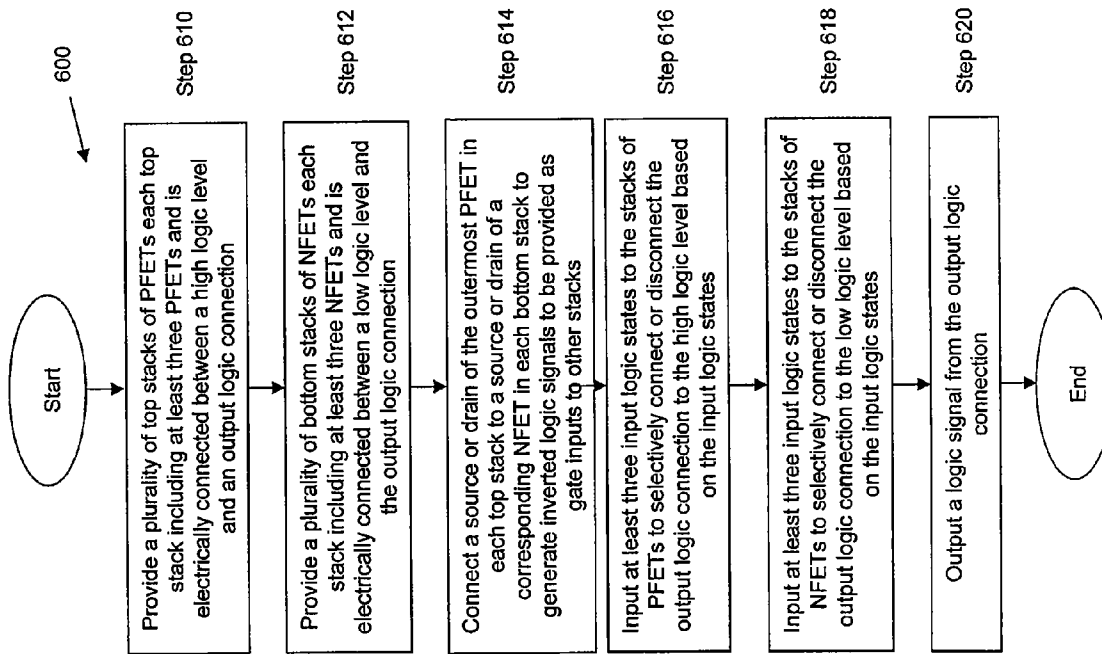 600
Start
Provide a plurality of top stacks of PFETs each top
stack including at least three PFETs and is
electrically connected between a high logic level
and an output logic connection
Step 610
Provide a plurality of bottom stacks of NFETs each
stack including at least three NFETs and is
electrically connected between a low logic level and
the output logic connection
Step 612
Connect a source or drain of the outermost PFET in
each top stack to a source or drain of a
corresponding NFET in each bottom stack to
generate inverted logic signals to be provided as
gate inputs to other stacks
Step 614
Input at least three input logic states to the stacks of
PFETs to selectively connect or disconnect the
output logic connection to the high logic level based
on the input logic states
Step 616
Input at least three input logic states to the stacks of
NFETs to selectively connect or disconnect the
output logic connection to the low logic level based
on the input logic states
Step 618
Output a logic signal from the output logic
connection
Step 620
End